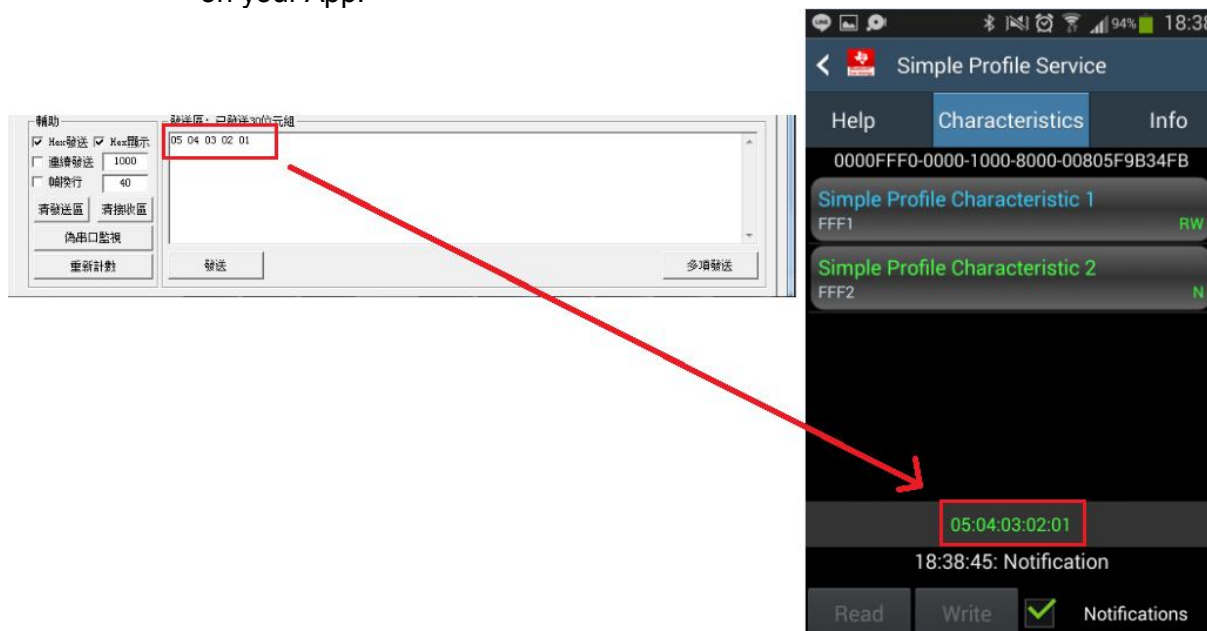 on your App.
輔助
Hex發送 Hex顯示
連續發送 1000
自動換行 40
清發送區 清接收區
偽串口監視
重新計數
發送區：已發送30位元組
05 04 03 02 01
發送 多項發送
94% 18:38
Simple Profile Service
Help Characteristics Info
0000FFF0-0000-1000-8000-00805F9B34FB
Simple Profile Characteristic 1
FFF1 RW
Simple Profile Characteristic 2
FFF2 N
05:04:03:02:01
18:38:45: Notification
Read Write Notifications